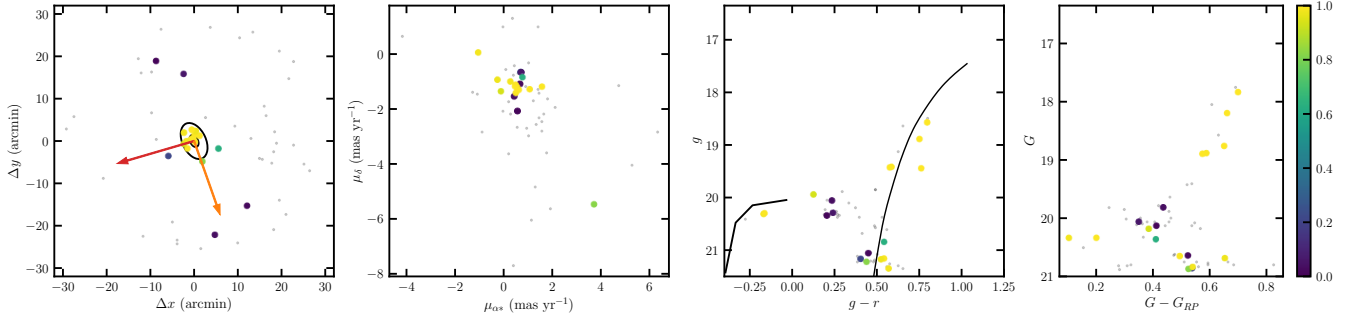 30
20
10
0
−10
−20
−30
Δy (arcmin)
−30 −20 −10 0 10 20 30
Δx (arcmin)
0
−2
−4
−6
−8
μδ (mas yr⁻¹)
−4 −2 0 2 4 6
μα∗ (mas yr⁻¹)
17
18
19
20
21
g
−0.25 0.00 0.25 0.50 0.75 1.00 1.25
g − r
17
18
19
20
21
G
0.2 0.4 0.6 0.8
G − G_RP
1.0
0.8
0.6
0.4
0.2
0.0